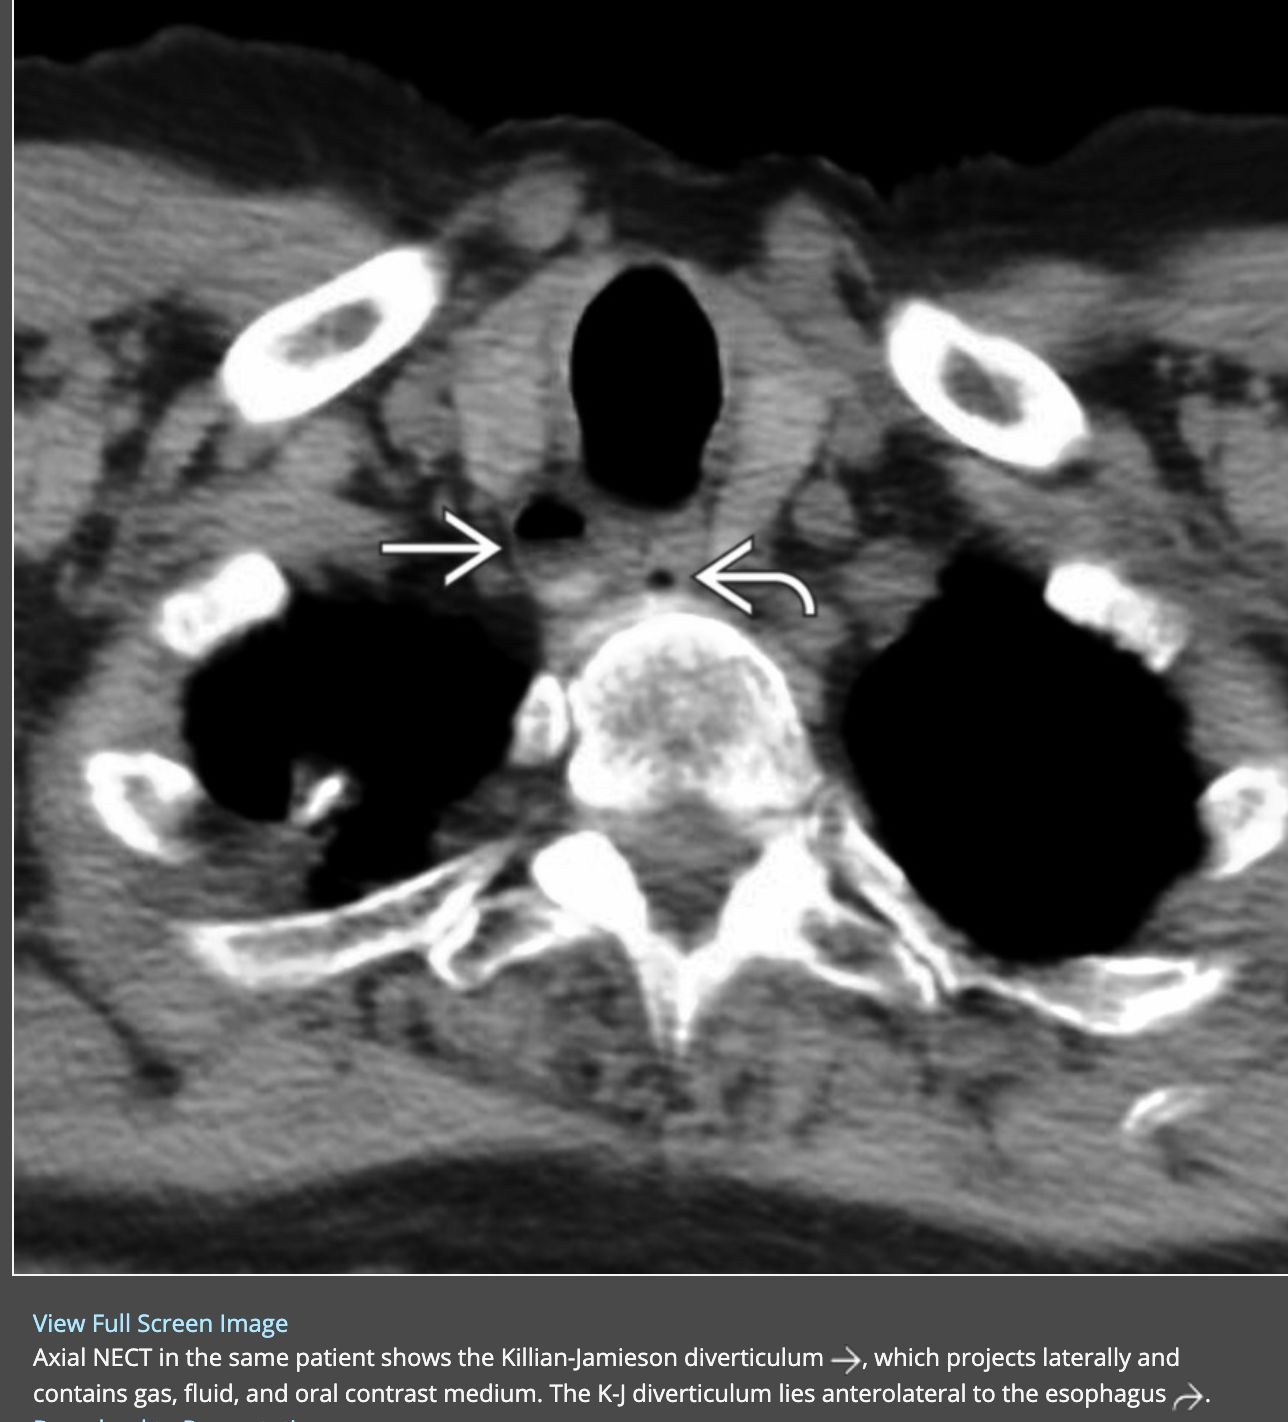 View Full Screen Image
Axial NECT in the same patient shows the Killian-Jamieson diverticulum →, which projects laterally and
contains gas, fluid, and oral contrast medium. The K-J diverticulum lies anterolateral to the esophagus ↷.